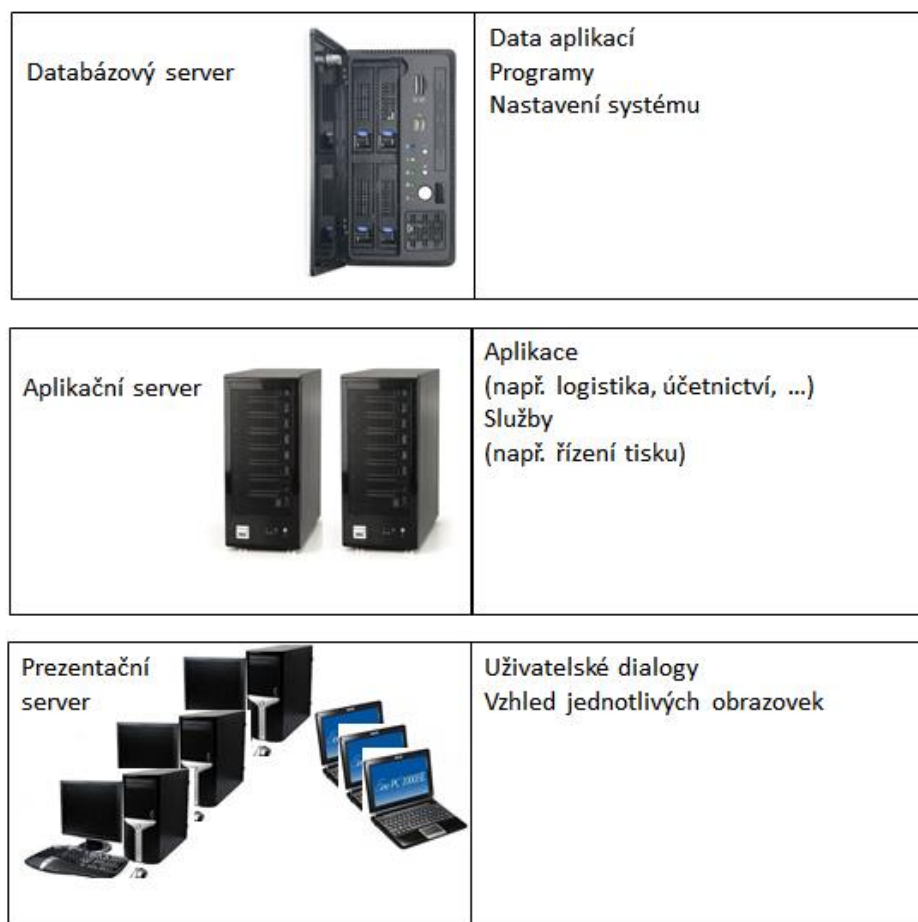 Databázový server
Data aplikací
Programy
Nastavení systému
Aplikační server
Aplikace
(např. logistika, účetnictví, ...)
Služby
(např. řízení tisku)
Prezentační
server
Uživatelské dialogy
Vzhled jednotlivých obrazovek